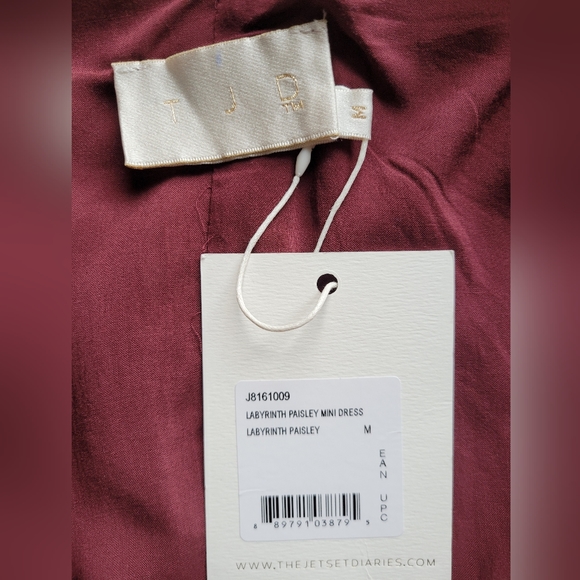 T J D
M
J8161009
LABYRINTH PAISLEY MINI DRESS
LABYRINTH PAISLEY M
EAN UPC
8 89791 03879 5
WWW.THEJETSETDIARIES.COM